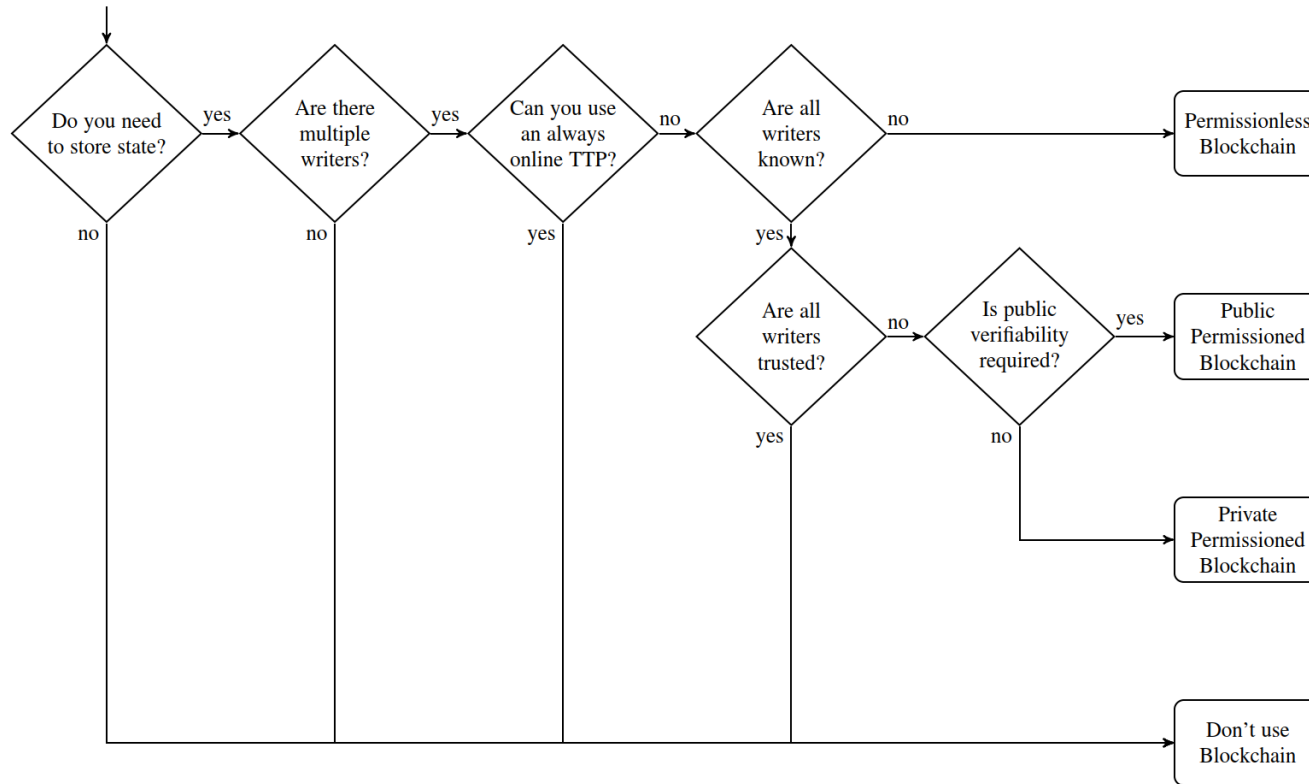 Do you need
to store state?
yes
no
Are there
multiple
writers?
yes
no
Can you use
an always
online TTP?
no
yes
Are all
writers
known?
no
yes
Permissionless
Blockchain
Are all
writers
trusted?
no
yes
Is public
verifiability
required?
yes
no
Public
Permissioned
Blockchain
Private
Permissioned
Blockchain
Don't use
Blockchain